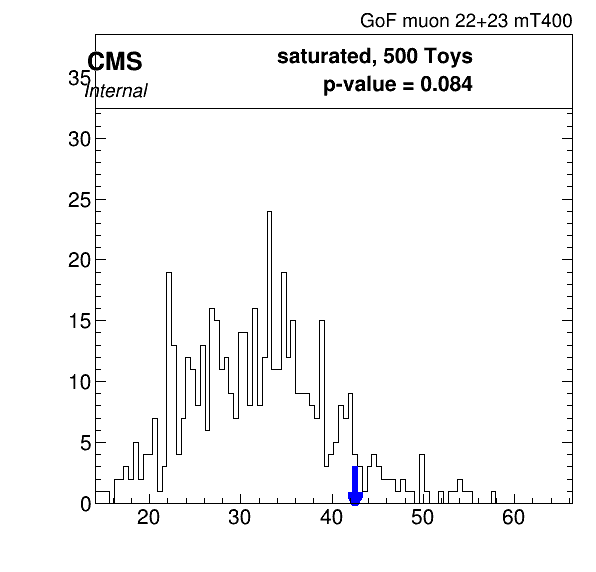 GoF muon 22+23 mT400
CMS
saturated, 500 Toys
Internal
p-value = 0.084
35
30
25
20
15
10
5
0
20 30 40 50 60